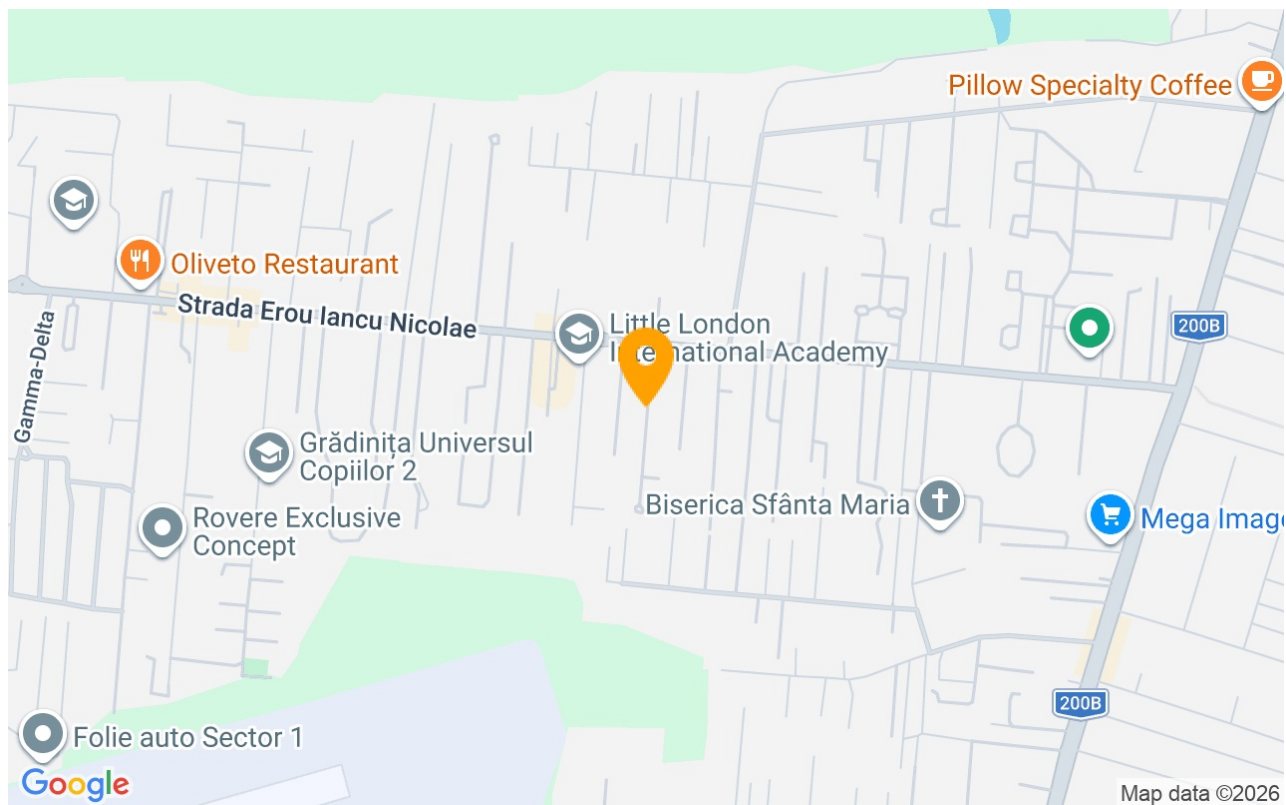 Pillow Specialty Coffee
Oliveto Restaurant
Strada Erou Iancu Nicolae
Little London
International Academy
200B
Gamma-Delta
Grădinița Universul
Copiilor 2
Biserica Sfânta Maria
Mega Image
Rovere Exclusive
Concept
200B
Folie auto Sector 1
Google
Map data ©2026